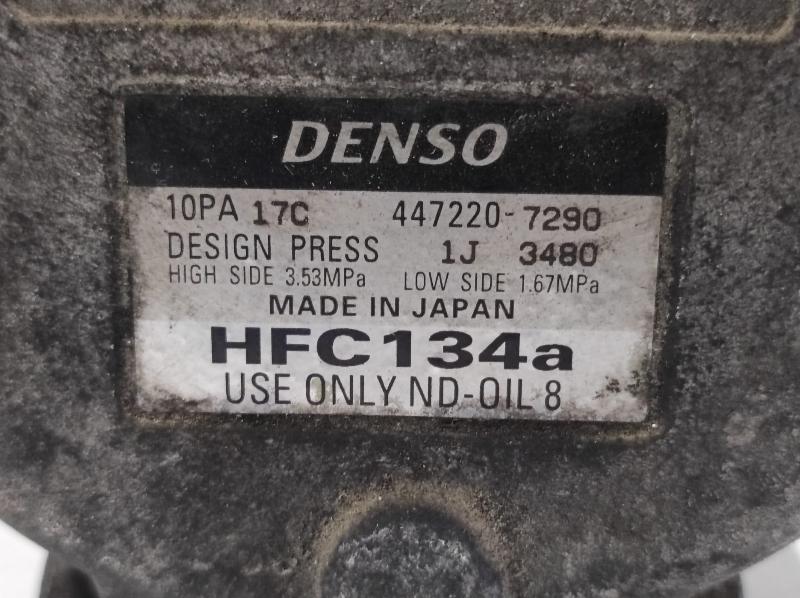 DENSO
10PA 17C 447220-7290
DESIGN PRESS 1J 3480
HIGH SIDE 3.53MPa LOW SIDE 1.67MPa
MADE IN JAPAN
HFC134a
USE ONLY ND-OIL 8